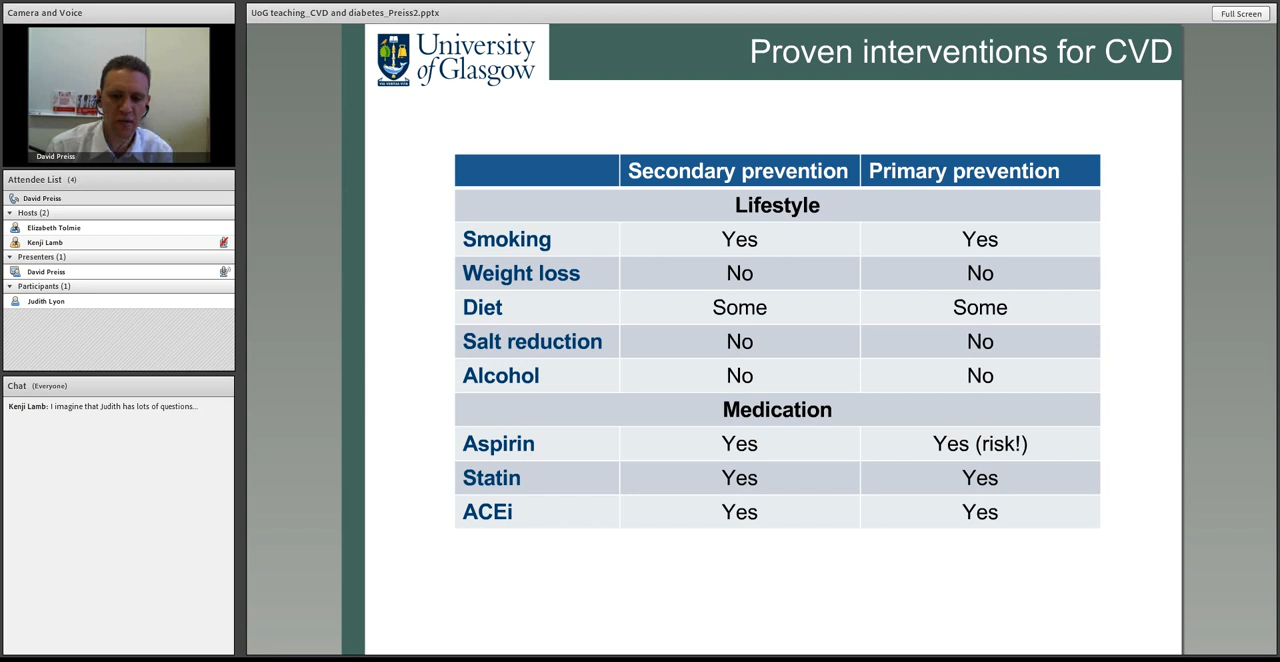 Camera and Voice
David Preiss
Attendee List (4)
David Preiss
Hosts (2)
Elizabeth Tolmie
Kenji Lamb
Presenters (1)
David Preiss
Participants (1)
Judith Lyon
Chat (Everyone)
Kenji Lamb: I imagine that Judith has lots of questions...
UoG teaching_CVD and diabetes_Preiss2.pptx
Full Screen
University
of Glasgow
Proven interventions for CVD
Secondary prevention Primary prevention
Lifestyle
Smoking Yes Yes
Weight loss No No
Diet Some Some
Salt reduction No No
Alcohol No No
Medication
Aspirin Yes Yes (risk!)
Statin Yes Yes
ACEi Yes Yes